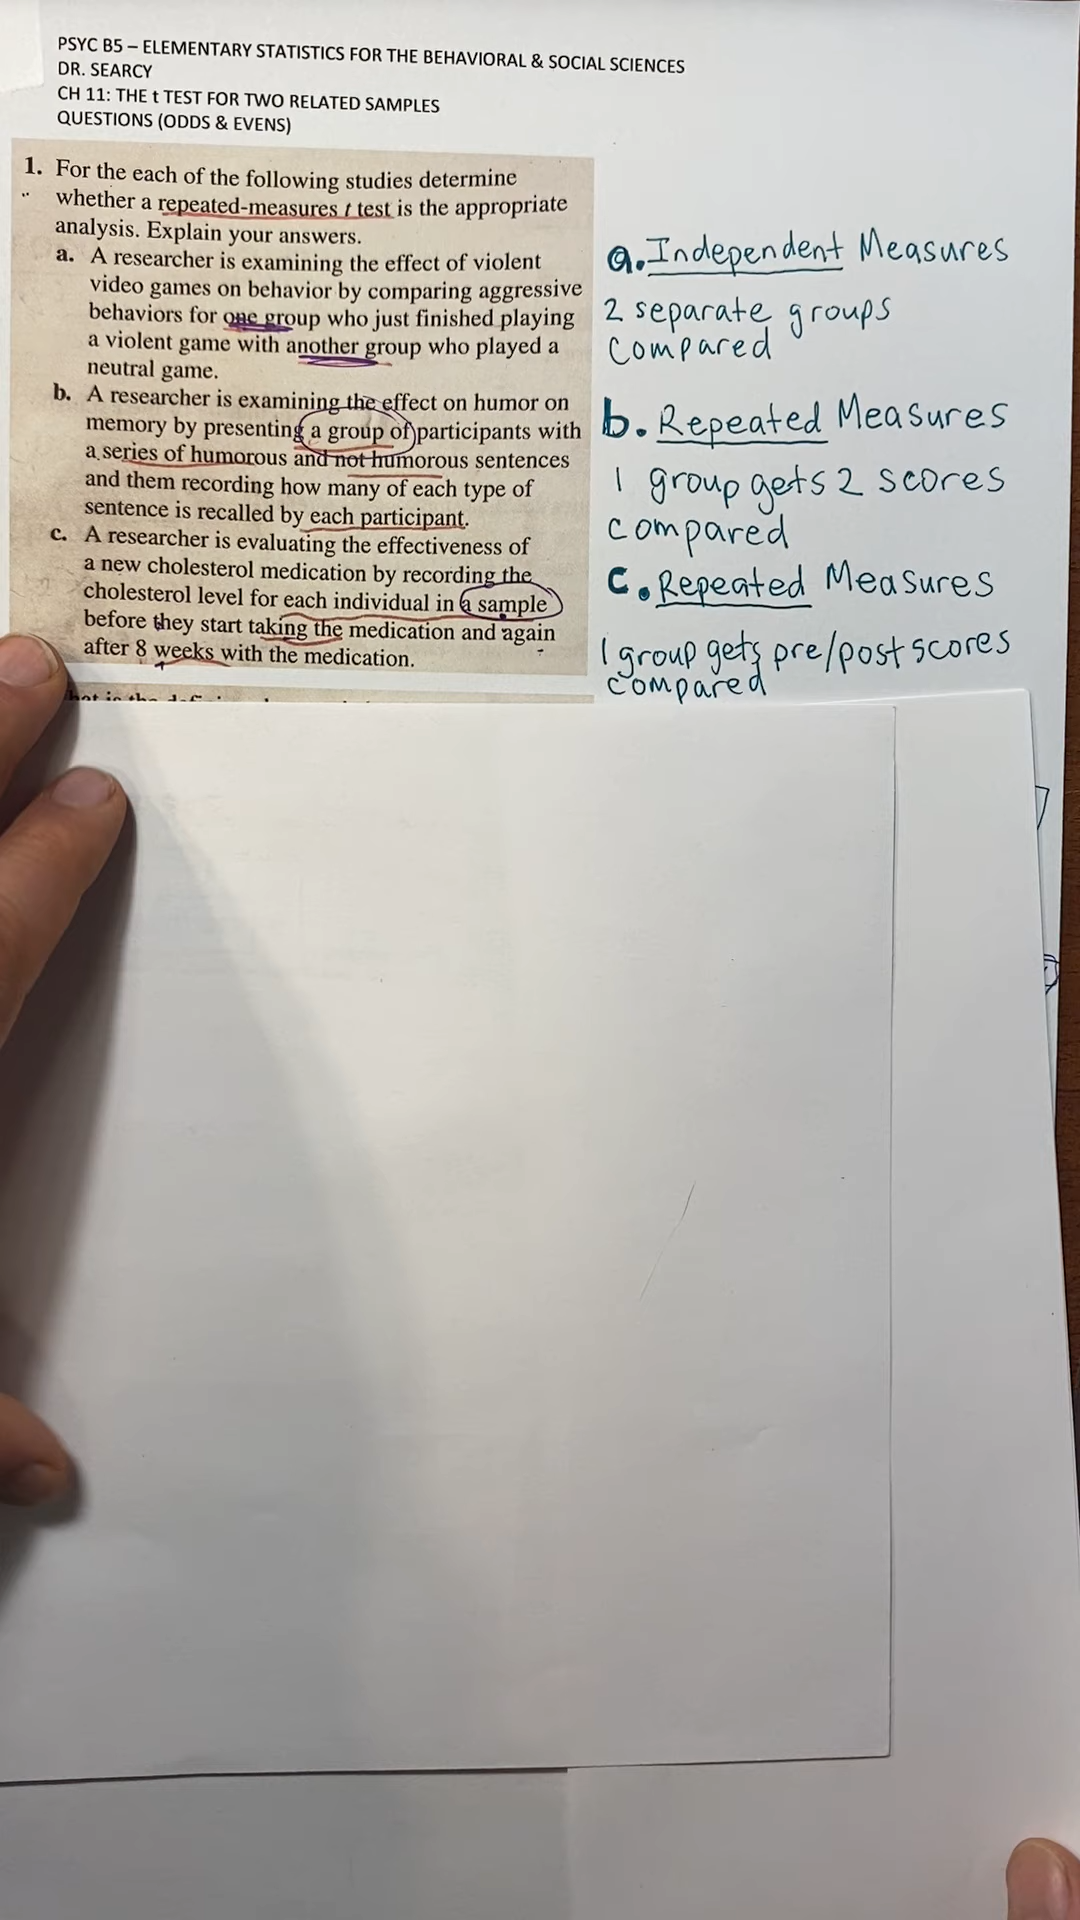 PSYC B5 – ELEMENTARY STATISTICS FOR THE BEHAVIORAL & SOCIAL SCIENCES
DR. SEARCY
CH 11: THE t TEST FOR TWO RELATED SAMPLES
QUESTIONS (ODDS & EVENS)
1. For the each of the following studies determine
whether a repeated-measures t test is the appropriate
analysis. Explain your answers.
a. A researcher is examining the effect of violent
video games on behavior by comparing aggressive
behaviors for one group who just finished playing
a violent game with another group who played a
neutral game.
b. A researcher is examining the effect on humor on
memory by presenting a group of participants with
a series of humorous and not humorous sentences
and them recording how many of each type of
sentence is recalled by each participant.
c. A researcher is evaluating the effectiveness of
a new cholesterol medication by recording the
cholesterol level for each individual in a sample
before they start taking the medication and again
after 8 weeks with the medication.
a. Independent Measures
2 separate groups
compared
b. Repeated Measures
1 group gets 2 scores
compared
c. Repeated Measures
1 group gets pre/post scores
compared